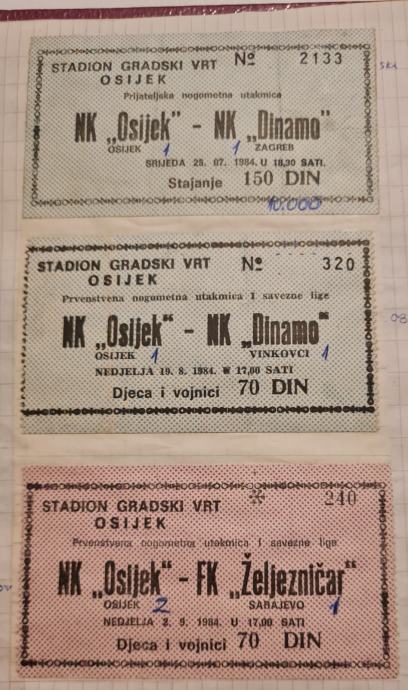 STADION GRADSKI VRT Nº 2133
OSIJEK
Prijateljska nogometna utakmica
NK „Osijek" - NK „Dinamo"
OSIJEK 1 1 ZAGREB
SRIJEDA 25. 07. 1984. U 18,30 SATI.
Stajanje 150 DIN
10.000
STADION GRADSKI VRT Nº 320
OSIJEK
Prvenstvena nogometna utakmica I savezne lige
NK „Osijek" - NK „Dinamo"
OSIJEK 1 VINKOVCI 1
NEDJELJA 19. 8. 1984. U 17,00 SATI
Djeca i vojnici 70 DIN
STADION GRADSKI VRT 240
OSIJEK
Prvenstvena nogometna utakmica I savezne lige
NK „Osijek" - FK „Željezničar"
OSIJEK 2 SARAJEVO 1
NEDJELJA 2. 9. 1984. U 17,00 SATI
Djeca i vojnici 70 DIN